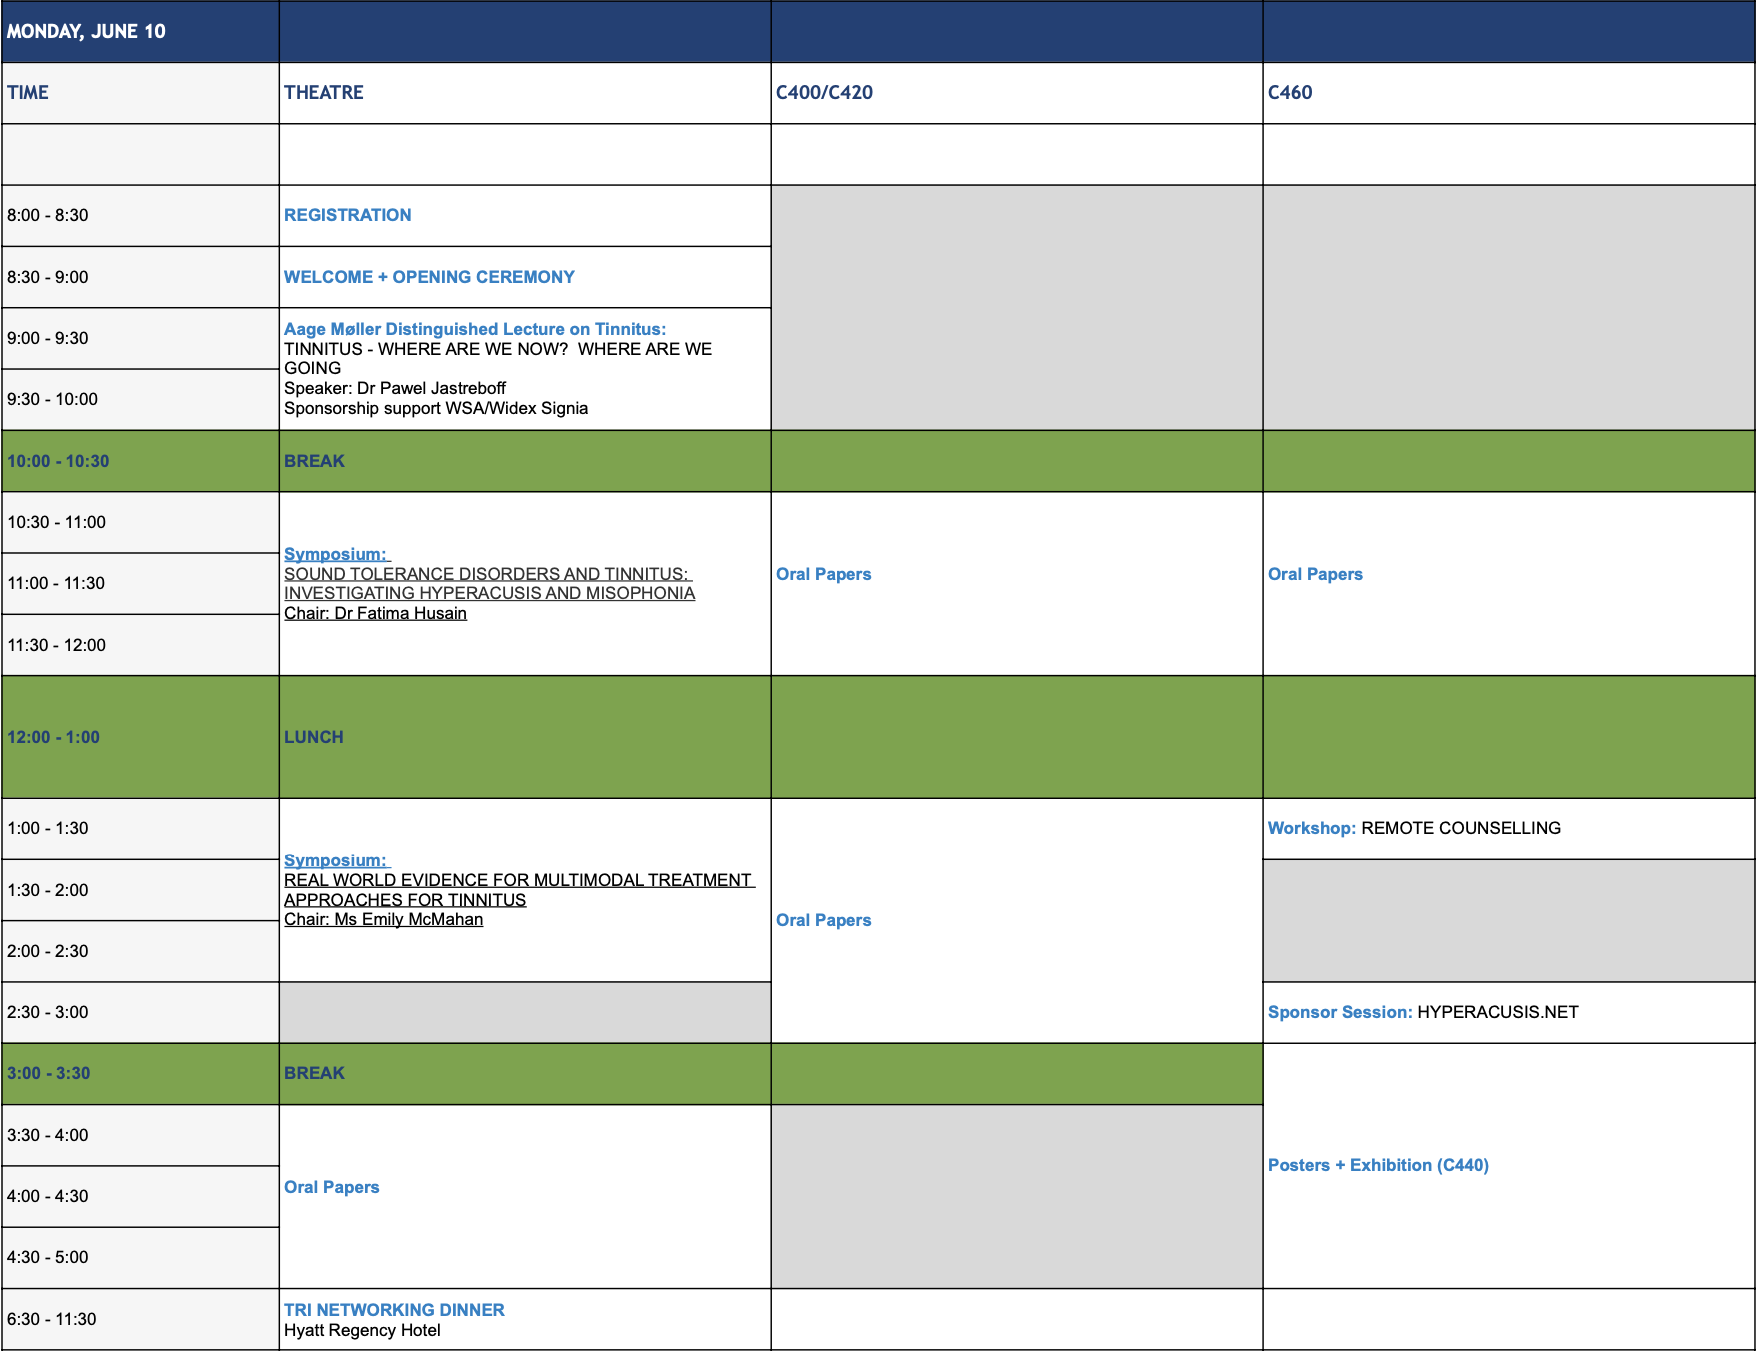 MONDAY, JUNE 10
TIME
THEATRE
C400/C420
C460
8:00 - 8:30
REGISTRATION
8:30 - 9:00
WELCOME + OPENING CEREMONY
9:00 - 9:30
Aage Møller Distinguished Lecture on Tinnitus:
TINNITUS - WHERE ARE WE NOW?  WHERE ARE WE
GOING
Speaker: Dr Pawel Jastreboff
Sponsorship support WSA/Widex Signia
9:30 - 10:00
10:00 - 10:30
BREAK
10:30 - 11:00
Symposium:
SOUND TOLERANCE DISORDERS AND TINNITUS:
INVESTIGATING HYPERACUSIS AND MISOPHONIA
Chair: Dr Fatima Husain
Oral Papers
Oral Papers
11:00 - 11:30
11:30 - 12:00
12:00 - 1:00
LUNCH
1:00 - 1:30
Symposium:
REAL WORLD EVIDENCE FOR MULTIMODAL TREATMENT
APPROACHES FOR TINNITUS
Chair: Ms Emily McMahan
Oral Papers
Workshop: REMOTE COUNSELLING
1:30 - 2:00
2:00 - 2:30
2:30 - 3:00
Sponsor Session: HYPERACUSIS.NET
3:00 - 3:30
BREAK
Posters + Exhibition (C440)
3:30 - 4:00
Oral Papers
4:00 - 4:30
4:30 - 5:00
6:30 - 11:30
TRI NETWORKING DINNER
Hyatt Regency Hotel